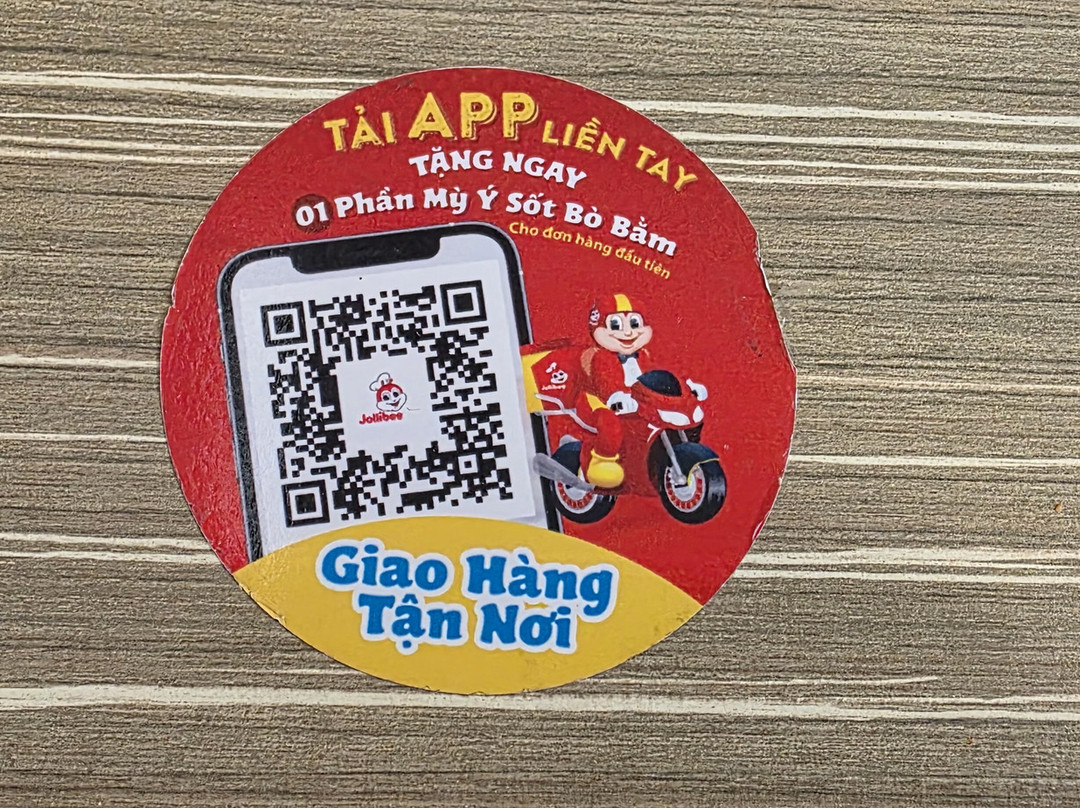 TẢI APP LIỀN TAY
TẶNG NGAY
01 Phần Mỳ Ý Sốt Bò Bằm
Cho đơn hàng đầu tiên
Jollibee
Jollibee
Giao Hàng
Tận Nơi